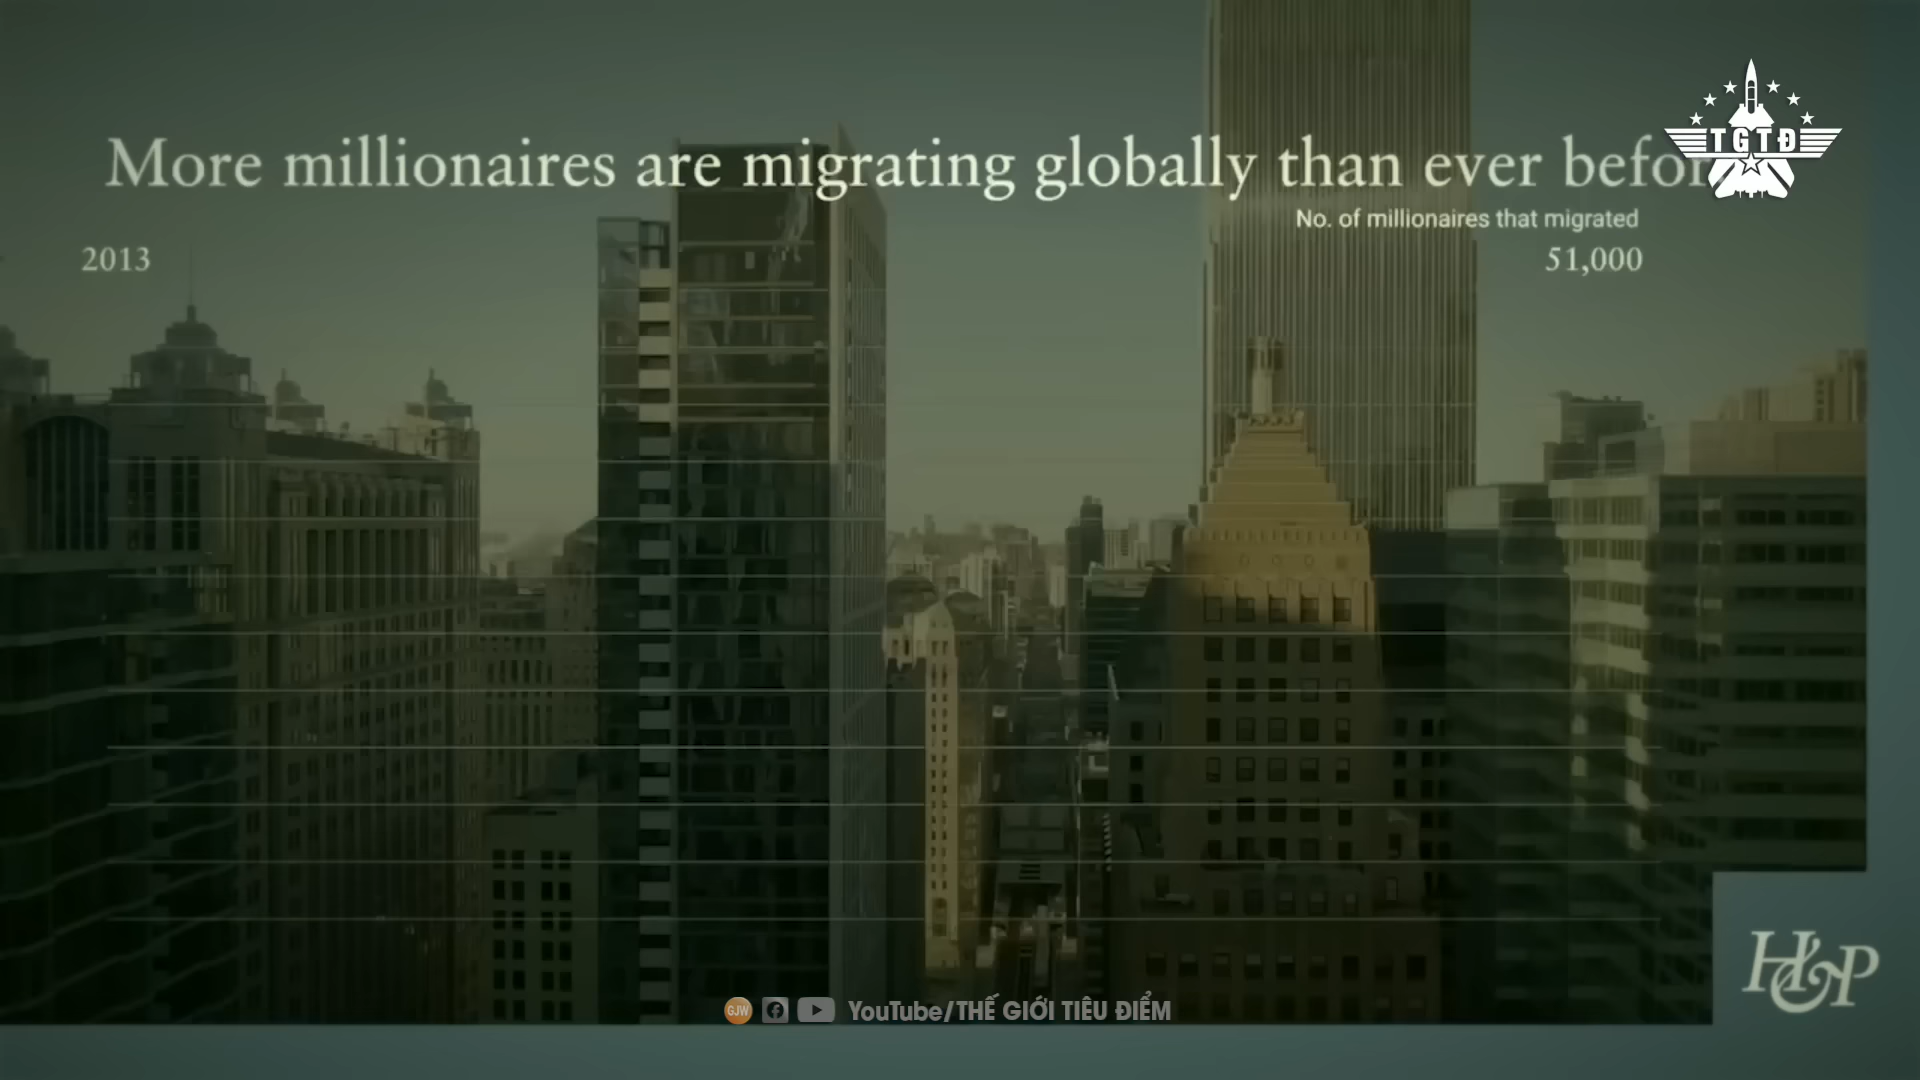 More millionaires are migrating globally than ever befor
TGTĐ
No. of millionaires that migrated
2013
51,000
H&P
GJW
YouTube/THẾ GIỚI TIÊU ĐIỂM